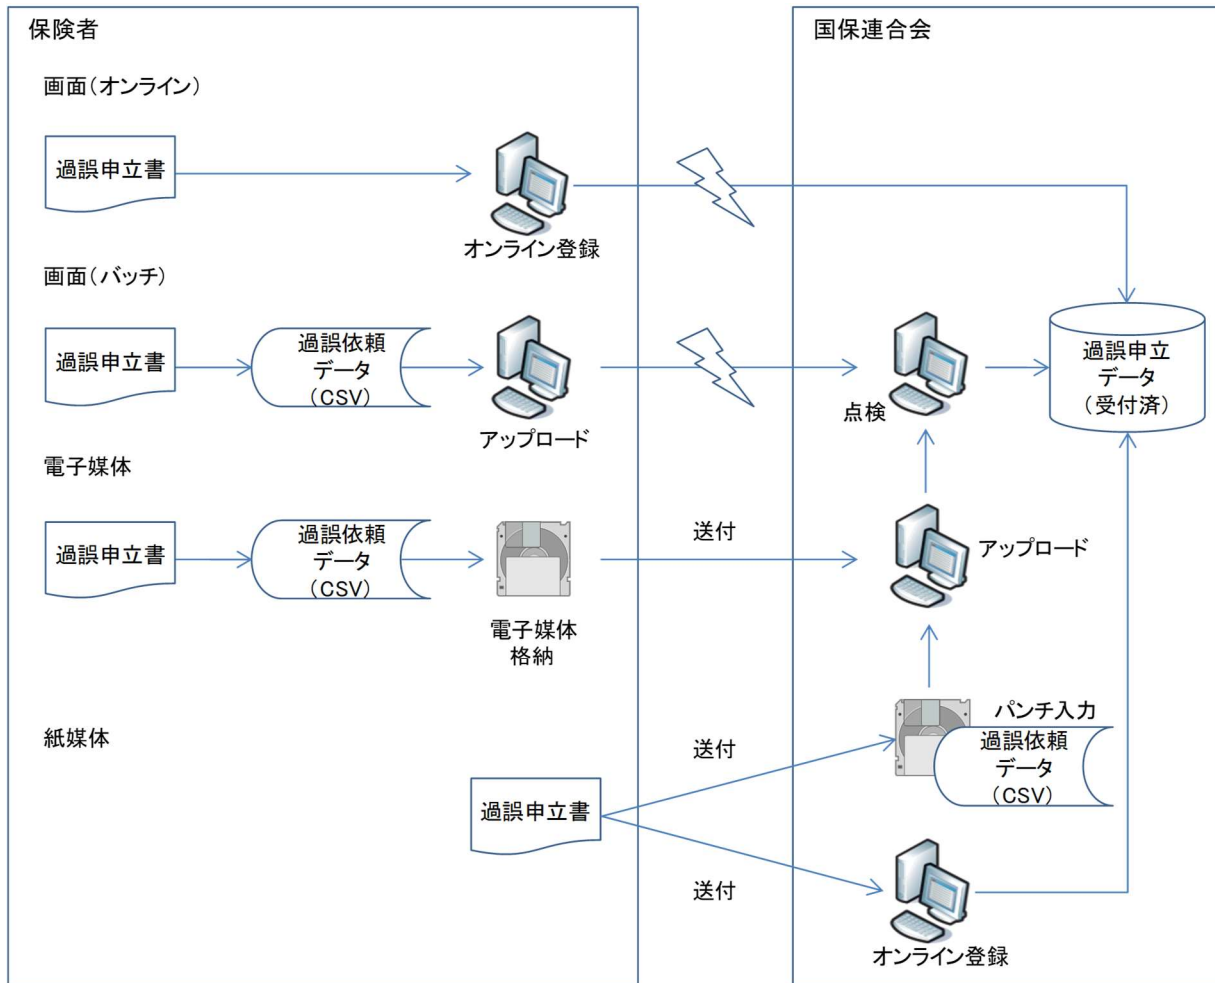 保険者
国保連合会
画面(オンライン)
過誤申立書
オンライン登録
画面(バッチ)
過誤申立書
過誤依頼
データ
(CSV)
アップロード
点検
過誤申立
データ
(受付済)
電子媒体
過誤申立書
過誤依頼
データ
(CSV)
電子媒体
格納
送付
アップロード
紙媒体
過誤申立書
送付
パンチ入力
過誤依頼
データ
(CSV)
送付
オンライン登録